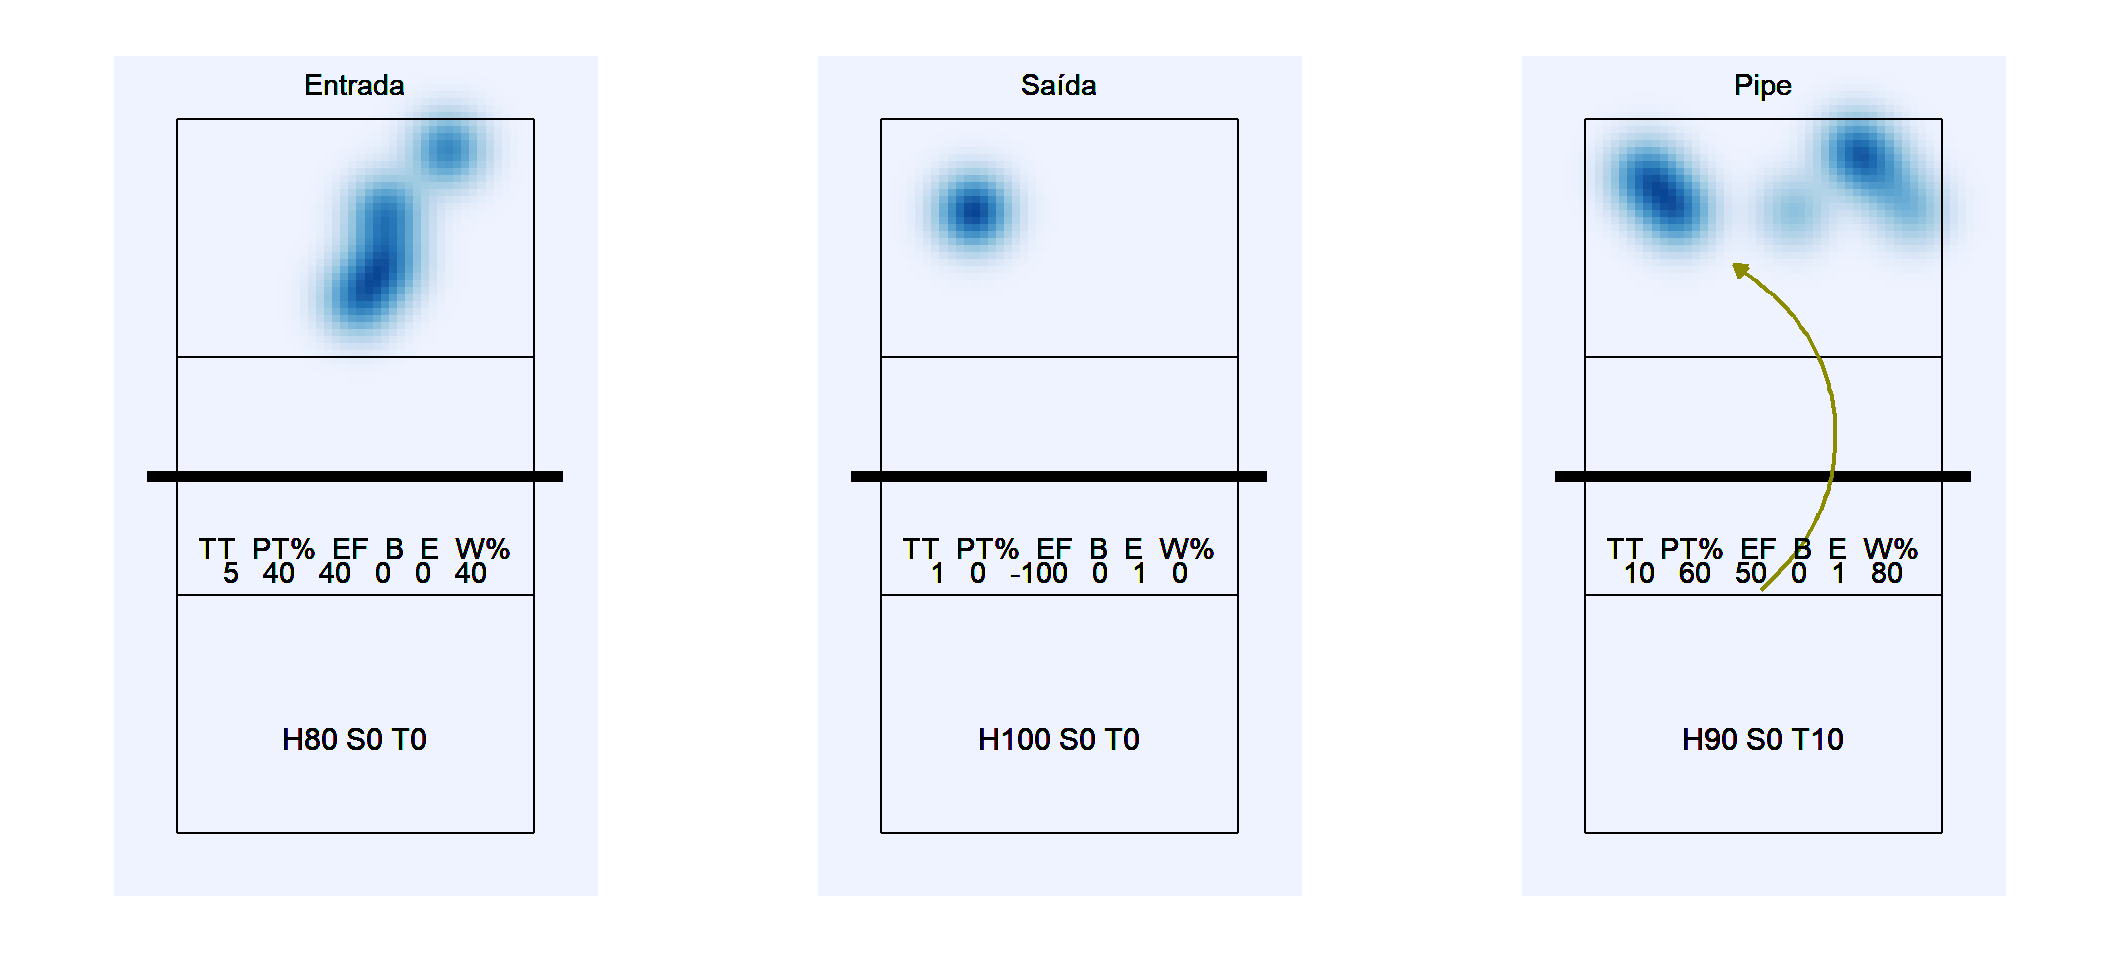 Entrada
TT PT% EF B E W%
5 40 40 0 0 40
H80 S0 T0
Saída
TT PT% EF B E W%
1 0 -100 0 1 0
H100 S0 T0
Pipe
TT PT% EF B E W%
10 60 50 0 1 80
H90 S0 T10